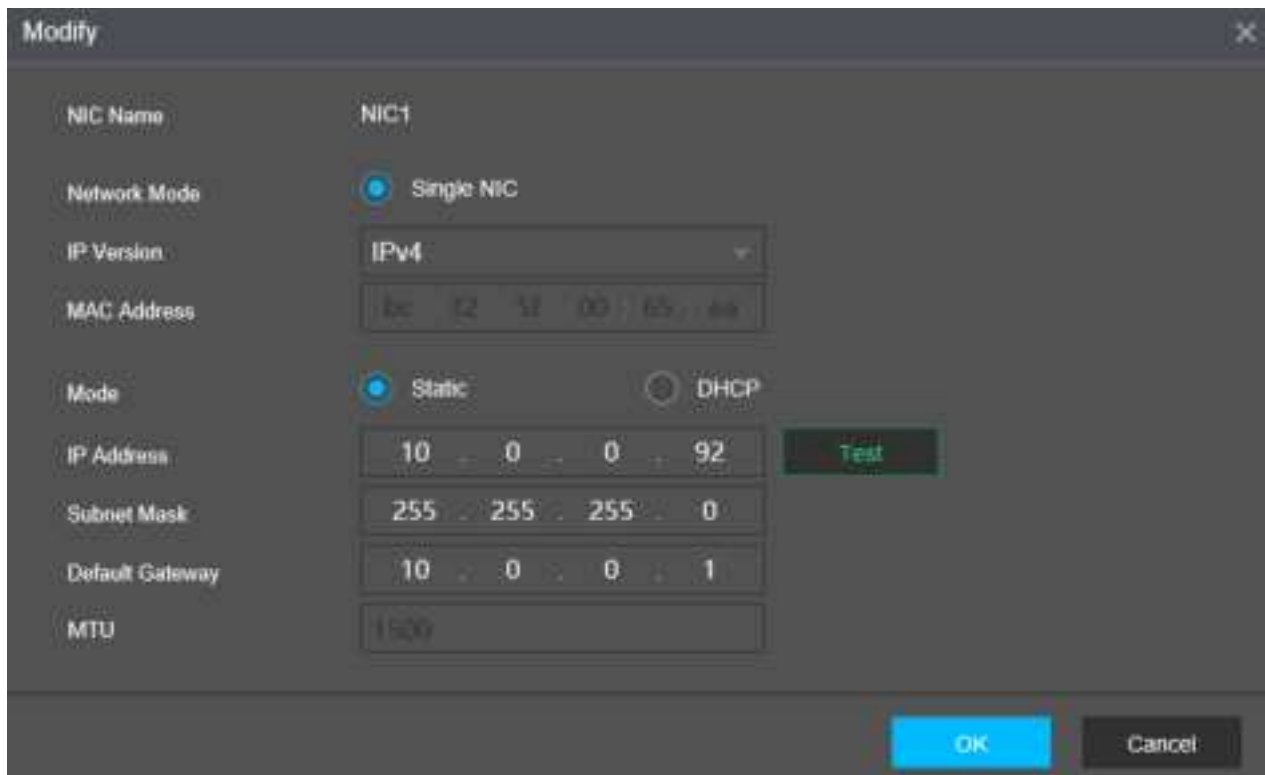 Modify
NIC Name NIC1
Network Mode Single NIC
IP Version IPv4
MAC Address
Mode Static DHCP
IP Address 10 . 0 . 0 . 92 Test
Subnet Mask 255 . 255 . 255 . 0
Default Gateway 10 . 0 . 0 . 1
MTU 1500
OK Cancel